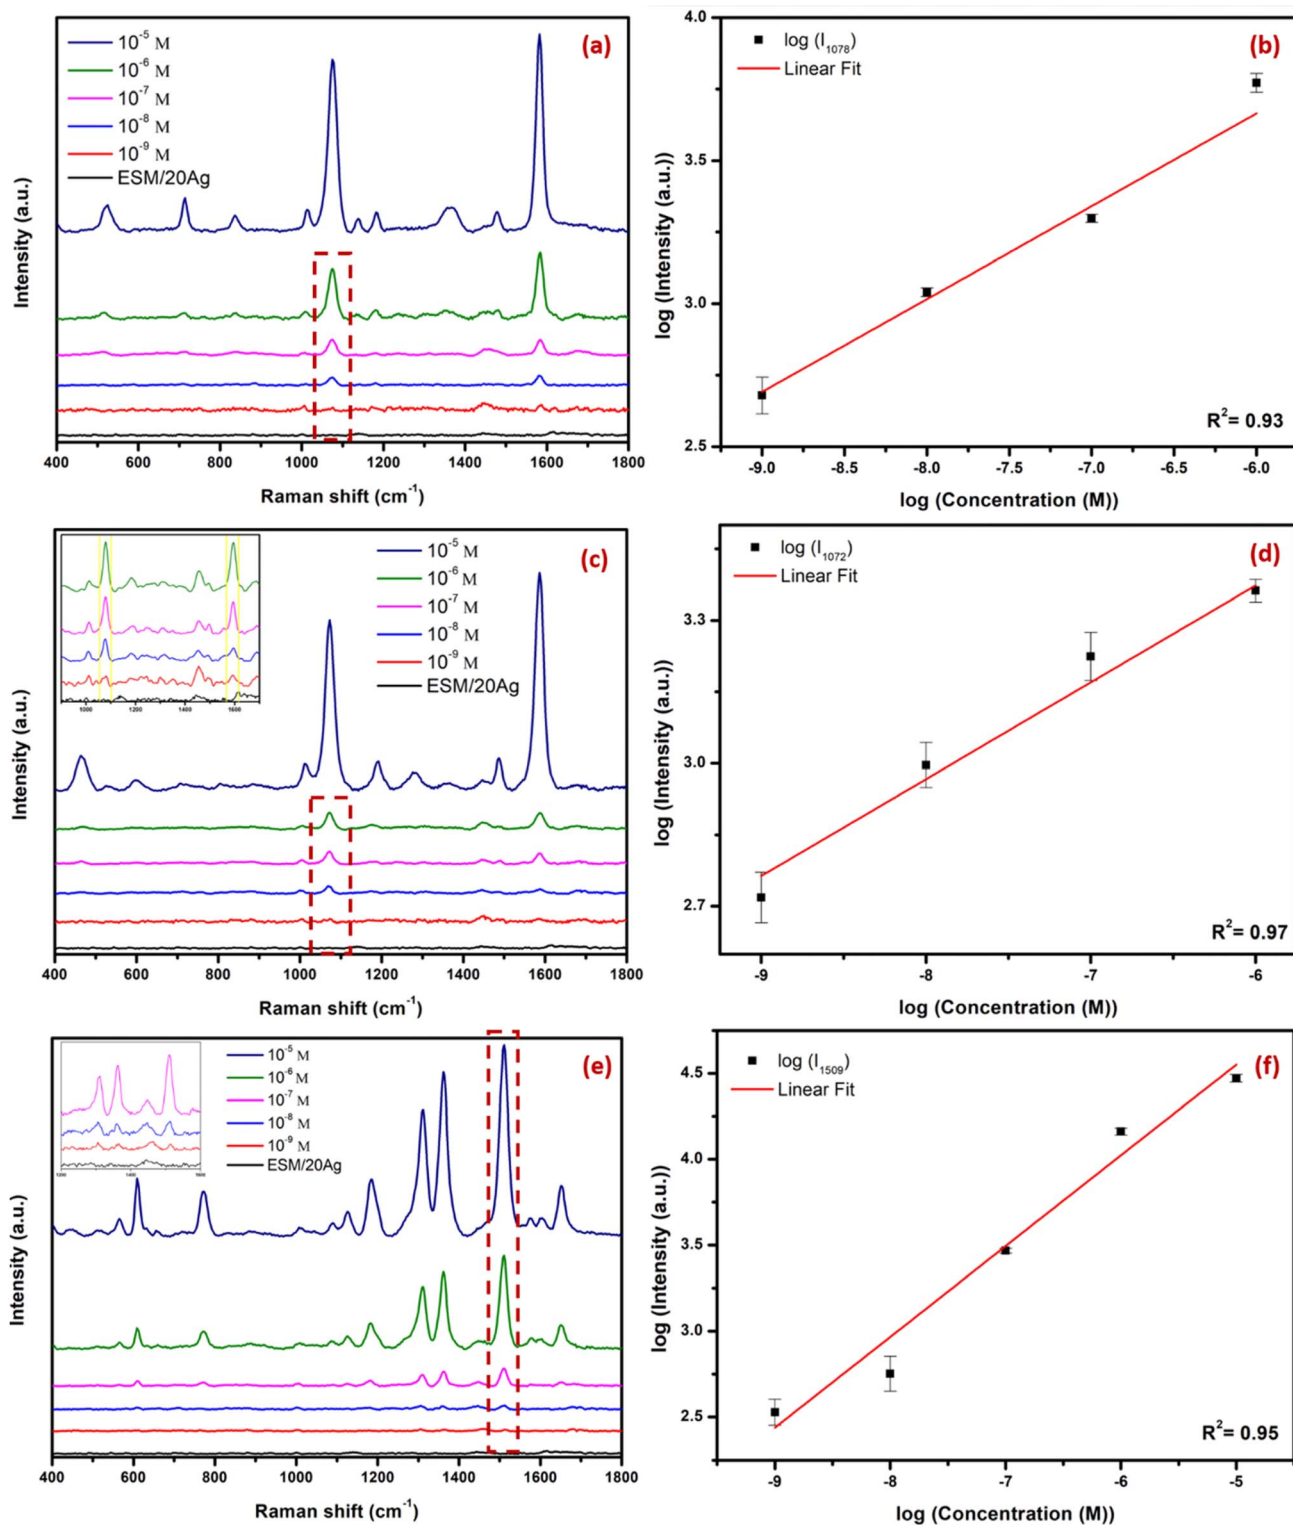 10⁻⁵ M
10⁻⁶ M
10⁻⁷ M
10⁻⁸ M
10⁻⁹ M
ESM/20Ag
(a)
Intensity (a.u.)
400 600 800 1000 1200 1400 1600 1800
Raman shift (cm⁻¹)
log (I₁₀₇₈)
Linear Fit
(b)
4.0
3.5
3.0
2.5
log (Intensity (a.u.))
R²= 0.93
-9.0 -8.5 -8.0 -7.5 -7.0 -6.5 -6.0
log (Concentration (M))
1000 1200 1400 1600
10⁻⁵ M
10⁻⁶ M
10⁻⁷ M
10⁻⁸ M
10⁻⁹ M
ESM/20Ag
(c)
Intensity (a.u.)
400 600 800 1000 1200 1400 1600 1800
Raman shift (cm⁻¹)
log (I₁₀₇₂)
Linear Fit
(d)
3.3
3.0
2.7
log (Intensity (a.u.))
R²= 0.97
-9 -8 -7 -6
log (Concentration (M))
1200 1400 1600
10⁻⁵ M
10⁻⁶ M
10⁻⁷ M
10⁻⁸ M
10⁻⁹ M
ESM/20Ag
(e)
Intensity (a.u.)
400 600 800 1000 1200 1400 1600 1800
Raman shift (cm⁻¹)
log (I₁₅₀₉)
Linear Fit
(f)
4.5
4.0
3.5
3.0
2.5
log (Intensity (a.u.))
R²= 0.95
-9 -8 -7 -6 -5
log (Concentration (M))